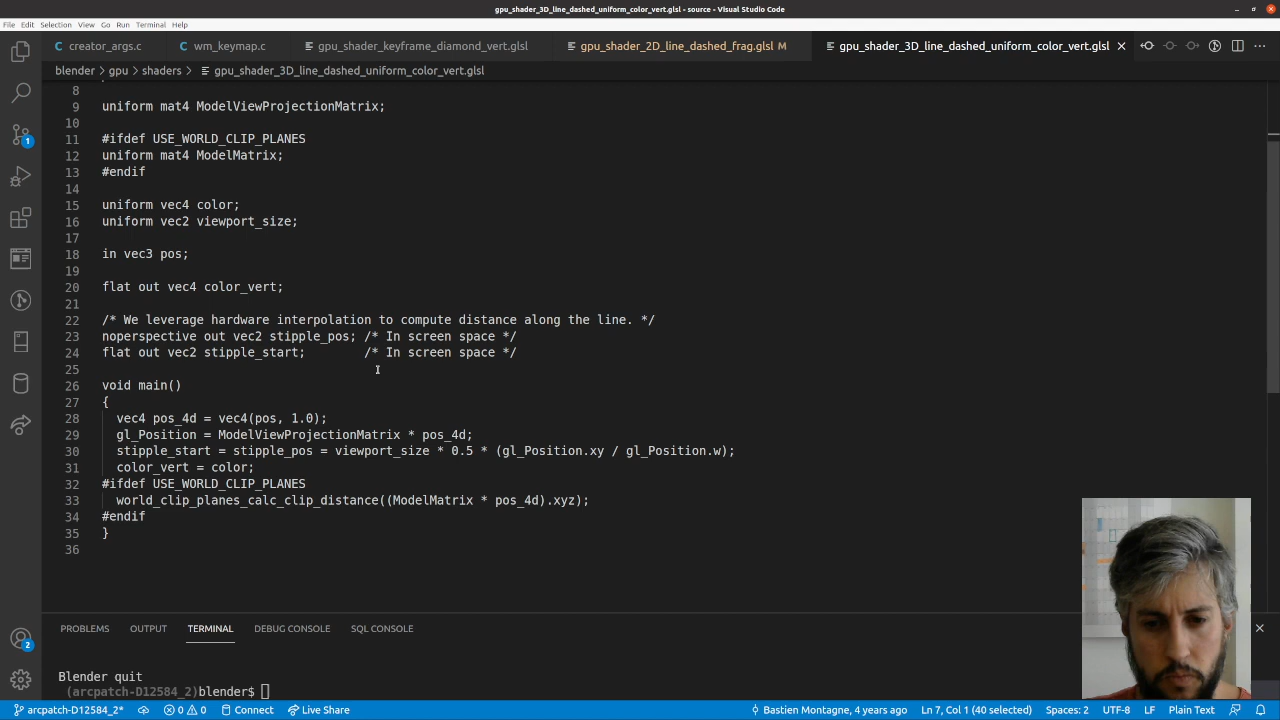 gpu_shader_3D_line_dashed_uniform_color_vert.glsl - source - Visual Studio Code
File Edit Selection View Go Run Terminal Help
C creator_args.c
C wm_keymap.c
gpu_shader_keyframe_diamond_vert.glsl
gpu_shader_2D_line_dashed_frag.glsl M
gpu_shader_3D_line_dashed_uniform_color_vert.glsl
blender > gpu > shaders > gpu_shader_3D_line_dashed_uniform_color_vert.glsl
8
9 uniform mat4 ModelViewProjectionMatrix;
10
11 #ifdef USE_WORLD_CLIP_PLANES
12 uniform mat4 ModelMatrix;
13 #endif
14
15 uniform vec4 color;
16 uniform vec2 viewport_size;
17
18 in vec3 pos;
19
20 flat out vec4 color_vert;
21
22 /* We leverage hardware interpolation to compute distance along the line. */
23 noperspective out vec2 stipple_pos; /* In screen space */
24 flat out vec2 stipple_start;        /* In screen space */
25
26 void main()
27 {
28   vec4 pos_4d = vec4(pos, 1.0);
29   gl_Position = ModelViewProjectionMatrix * pos_4d;
30   stipple_start = stipple_pos = viewport_size * 0.5 * (gl_Position.xy / gl_Position.w);
31   color_vert = color;
32 #ifdef USE_WORLD_CLIP_PLANES
33   world_clip_planes_calc_clip_distance((ModelMatrix * pos_4d).xyz);
34 #endif
35 }
36
1
2
PROBLEMS OUTPUT TERMINAL DEBUG CONSOLE SQL CONSOLE
Blender quit
(arcpatch-D12584_2)blender$
arcpatch-D12584_2* 0 0 Connect Live Share Bastien Montagne, 4 years ago Ln 7, Col 1 (40 selected) Spaces: 2 UTF-8 LF Plain Text